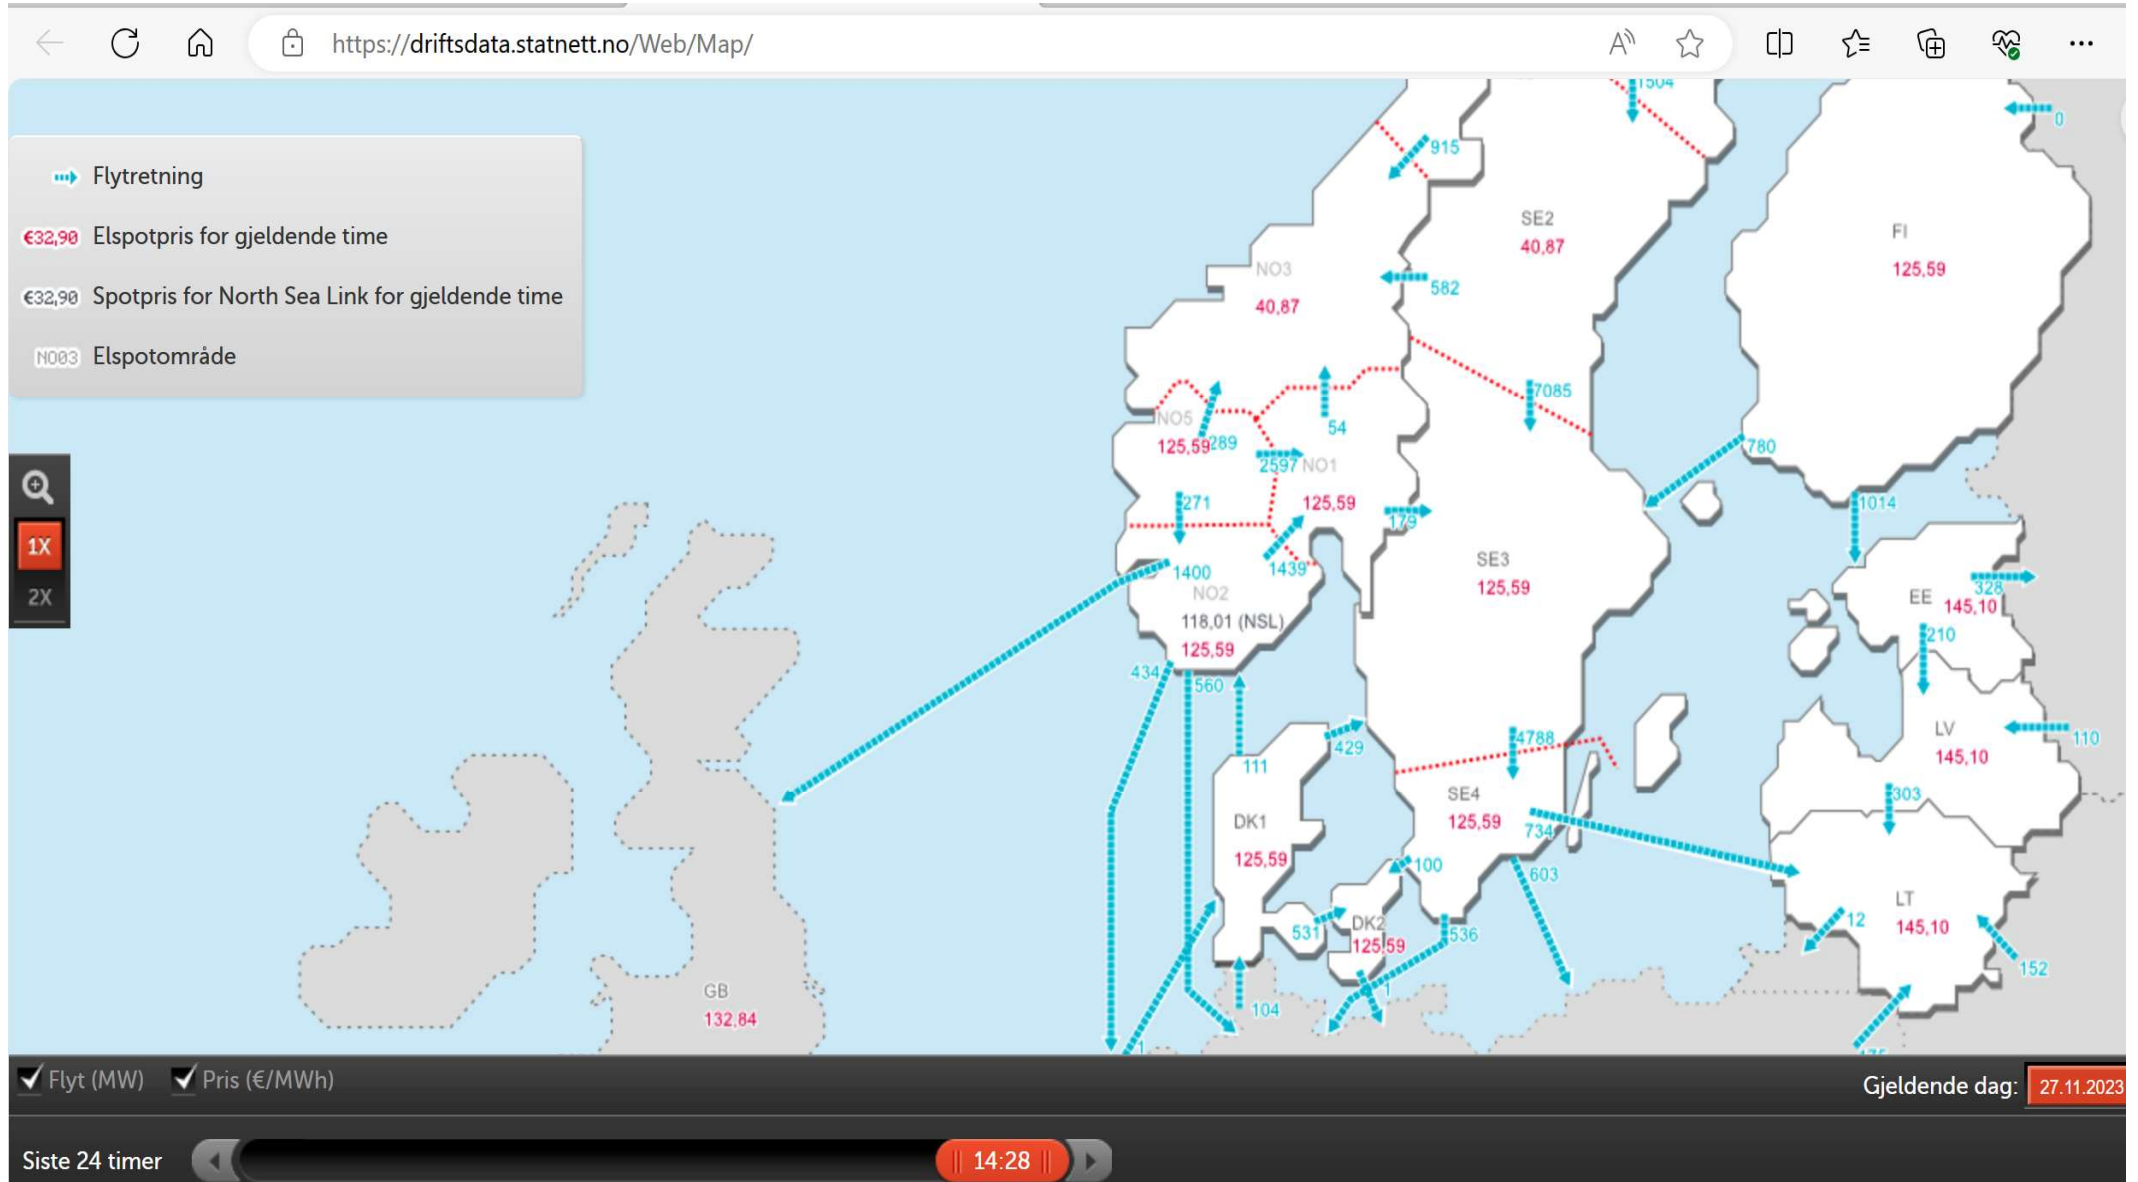 https://driftsdata.statnett.no/Web/Map/
Flytretning
€32,90 Elspotpris for gjeldende time
€32,90 Spotpris for North Sea Link for gjeldende time
NO03 Elspotområde
1X
2X
1504
0
915
SE2
40,87
FI
125,59
NO3
40,87
582
7085
NO5
125,59
289
54
2597
NO1
125,59
780
271
179
1014
1439
1400
NO2
118,01 (NSL)
125,59
SE3
125,59
328
EE
145,10
210
434
560
111
429
4788
LV
145,10
110
DK1
125,59
SE4
125,59
734
303
100
603
531
DK2
125,59
536
LT
145,10
12
152
GB
132,84
104
1
1
Flyt (MW)
Pris (€/MWh)
Gjeldende dag: 27.11.2023
Siste 24 timer
14:28